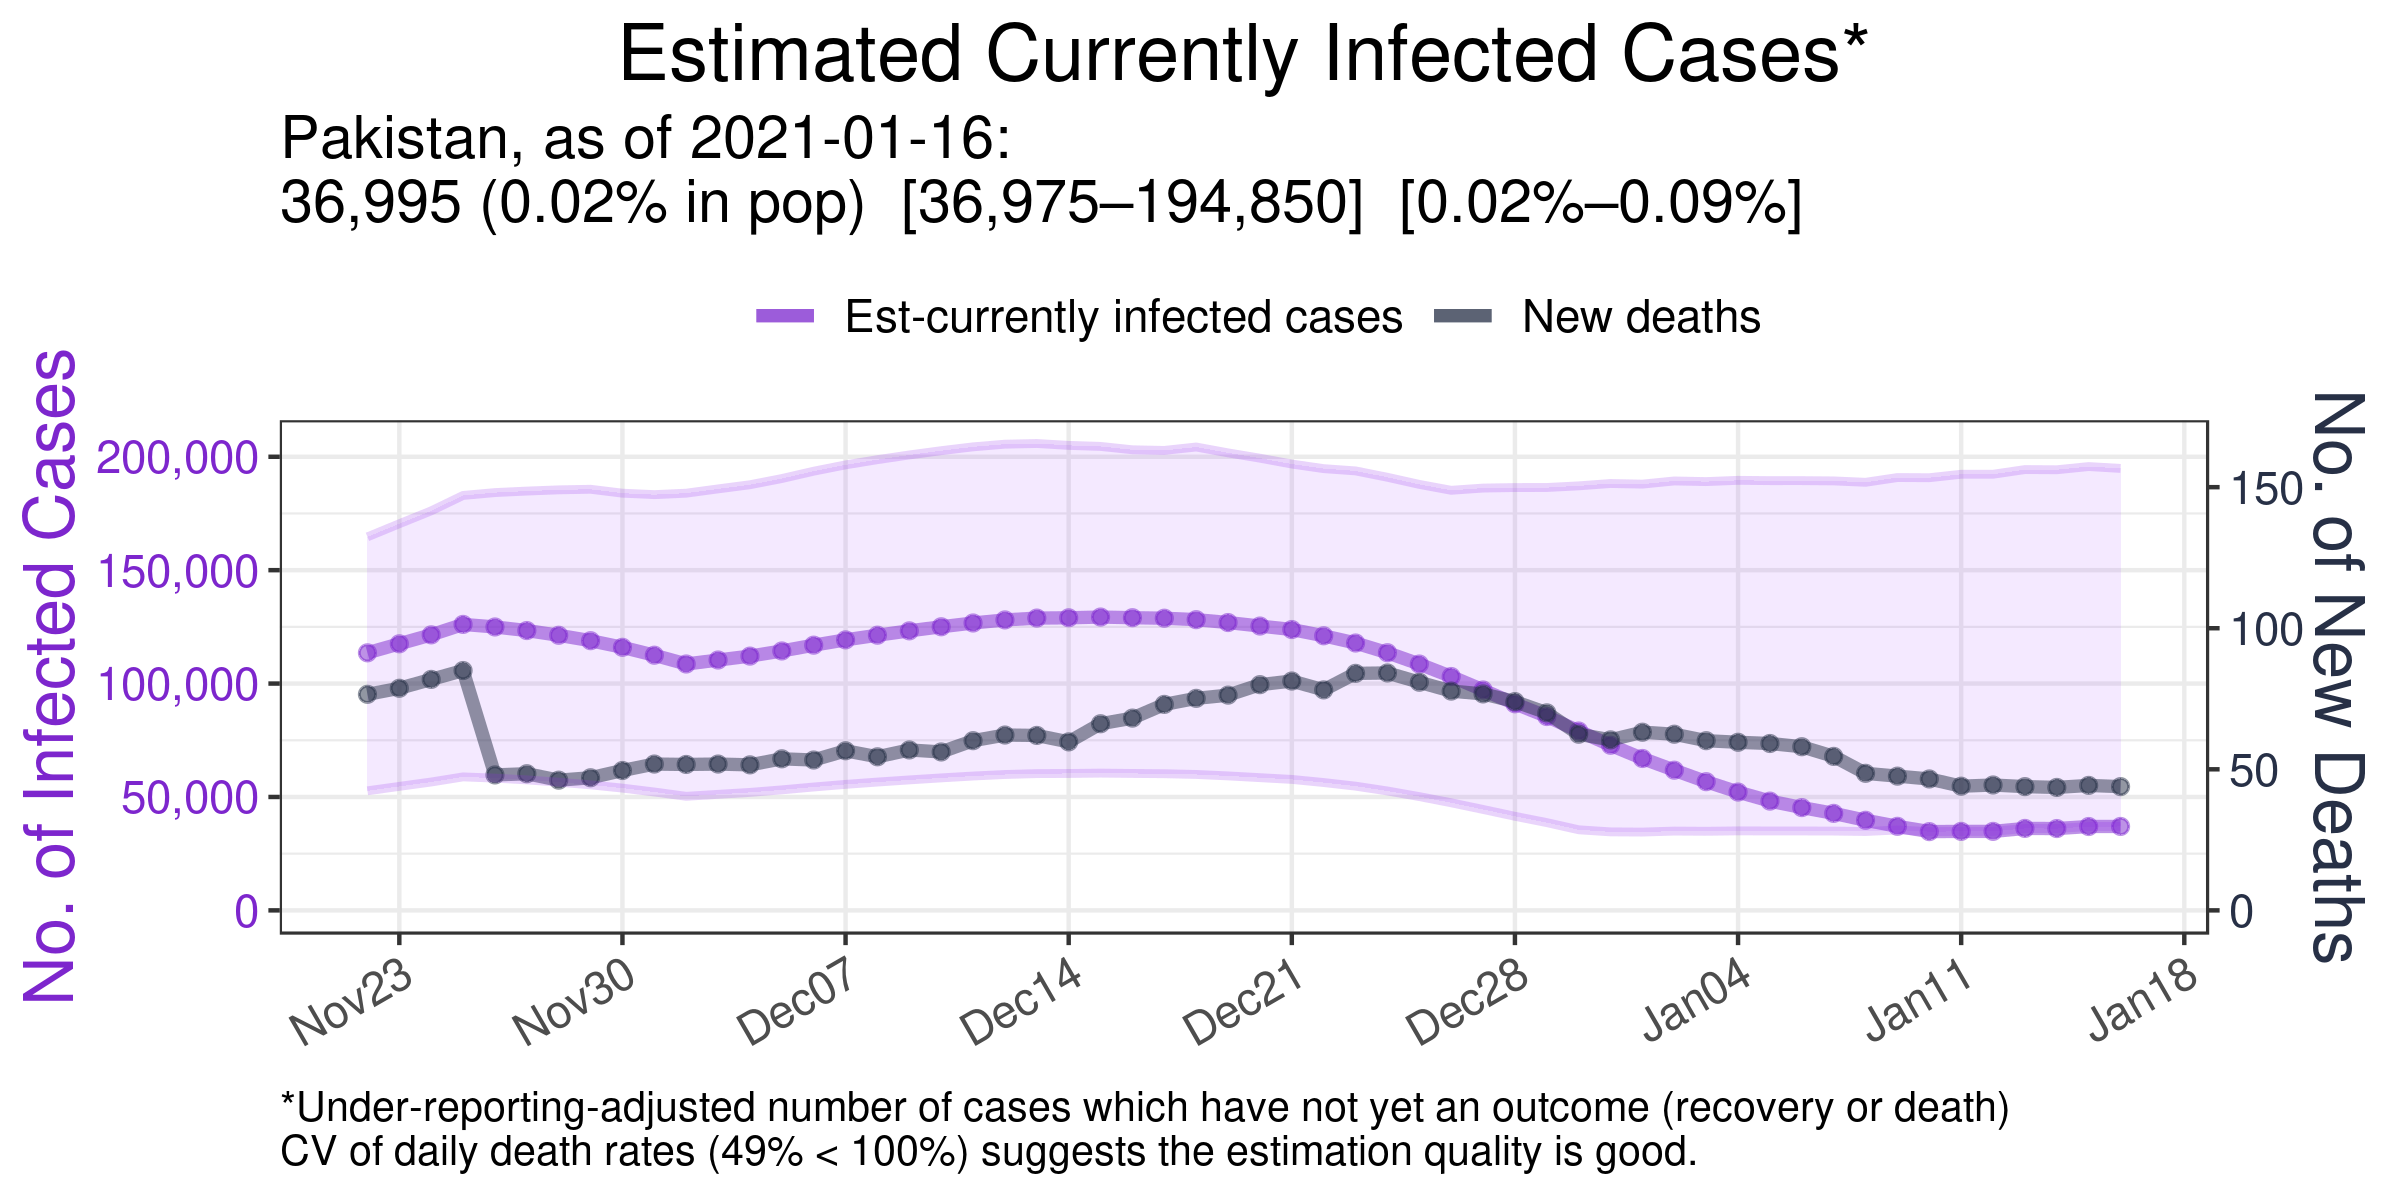 Estimated Currently Infected Cases*
Pakistan, as of 2021-01-16:
36,995 (0.02% in pop)  [36,975–194,850]  [0.02%–0.09%]
Est-currently infected cases
New deaths
No. of Infected Cases
200,000
150,000
100,000
50,000
0
No. of New Deaths
150
100
50
0
Nov23
Nov30
Dec07
Dec14
Dec21
Dec28
Jan04
Jan11
Jan18
*Under-reporting-adjusted number of cases which have not yet an outcome (recovery or death)
CV of daily death rates (49% < 100%) suggests the estimation quality is good.